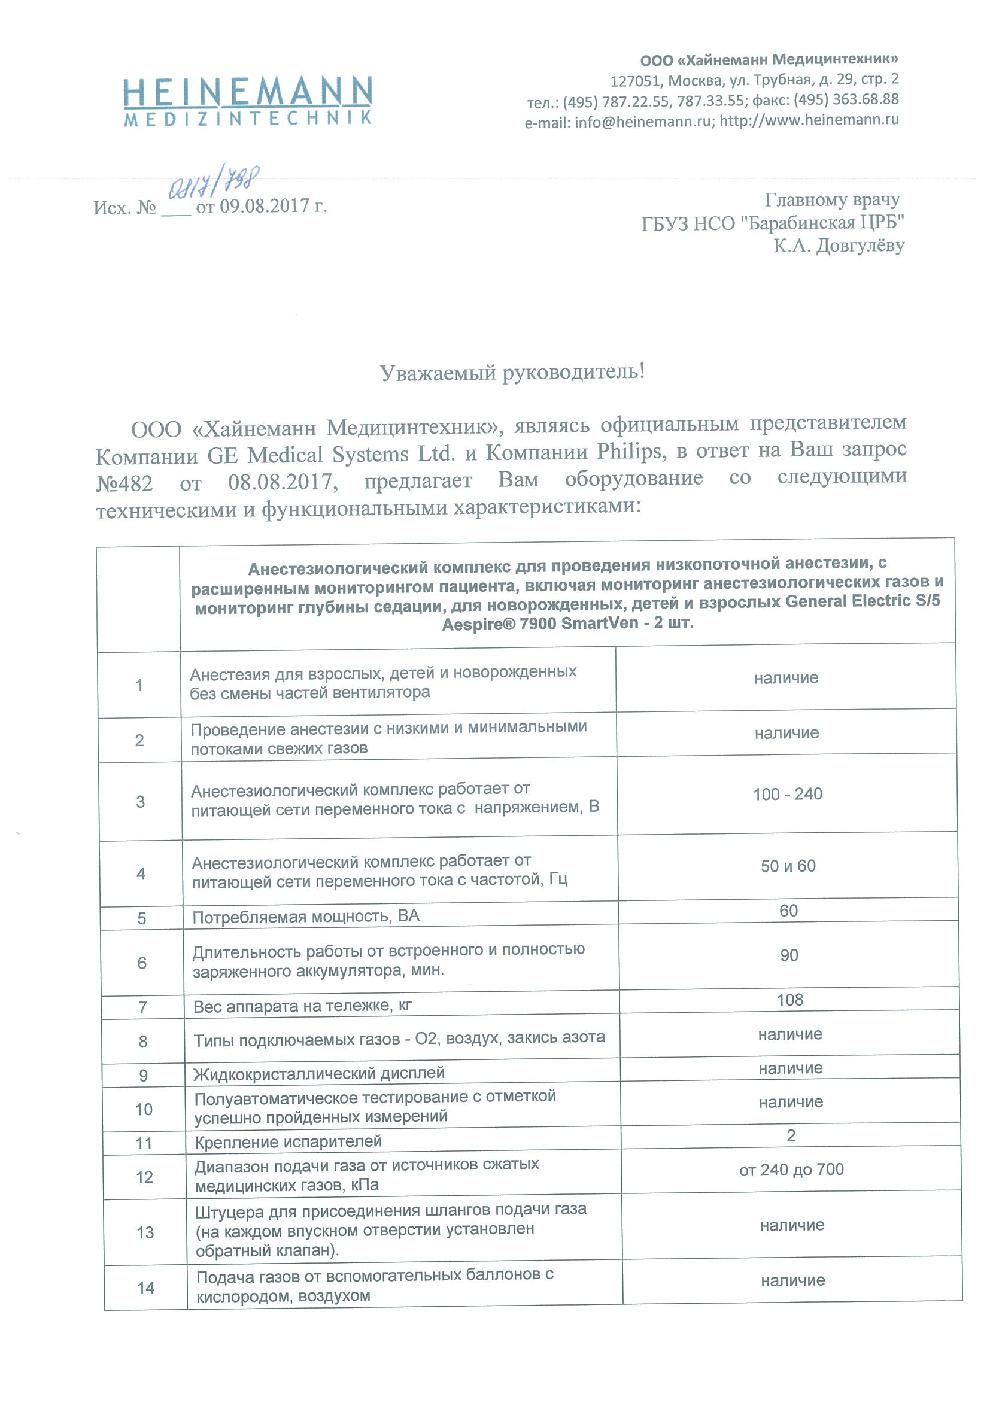 HEINEMANN
MEDIZINTECHNIK
ООО «Хайнеманн Медицинтехник»
127051, Москва, ул. Трубная, д. 29, стр. 2
тел.: (495) 787.22.55, 787.33.55; факс: (495) 363.68.88
e-mail: info@heinemann.ru; http://www.heinemann.ru
0817/798
Исх. № ___ от 09.08.2017 г.
Главному врачу
ГБУЗ НСО "Барабинская ЦРБ"
К.А. Довгулёву
Уважаемый руководитель!
ООО «Хайнеманн Медицинтехник», являясь официальным представителем
Компании GE Medical Systems Ltd. и Компании Philips, в ответ на Ваш запрос
№482 от 08.08.2017, предлагает Вам оборудование со следующими
техническими и функциональными характеристиками:
Анестезиологический комплекс для проведения низкопоточной анестезии, с
расширенным мониторингом пациента, включая мониторинг анестезиологических газов и
мониторинг глубины седации, для новорожденных, детей и взрослых General Electric S/5
Aespire® 7900 SmartVen - 2 шт.
1
Анестезия для взрослых, детей и новорожденных
без смены частей вентилятора
наличие
2
Проведение анестезии с низкими и минимальными
потоками свежих газов
наличие
3
Анестезиологический комплекс работает от
питающей сети переменного тока с напряжением, В
100 - 240
4
Анестезиологический комплекс работает от
питающей сети переменного тока с частотой, Гц
50 и 60
5
Потребляемая мощность, ВА
60
6
Длительность работы от встроенного и полностью
заряженного аккумулятора, мин.
90
7
Вес аппарата на тележке, кг
108
8
Типы подключаемых газов - О2, воздух, закись азота
наличие
9
Жидкокристаллический дисплей
наличие
10
Полуавтоматическое тестирование с отметкой
успешно пройденных измерений
наличие
11
Крепление испарителей
2
12
Диапазон подачи газа от источников сжатых
медицинских газов, кПа
от 240 до 700
13
Штуцера для присоединения шлангов подачи газа
(на каждом впускном отверстии установлен
обратный клапан).
наличие
14
Подача газов от вспомогательных баллонов с
кислородом, воздухом
наличие